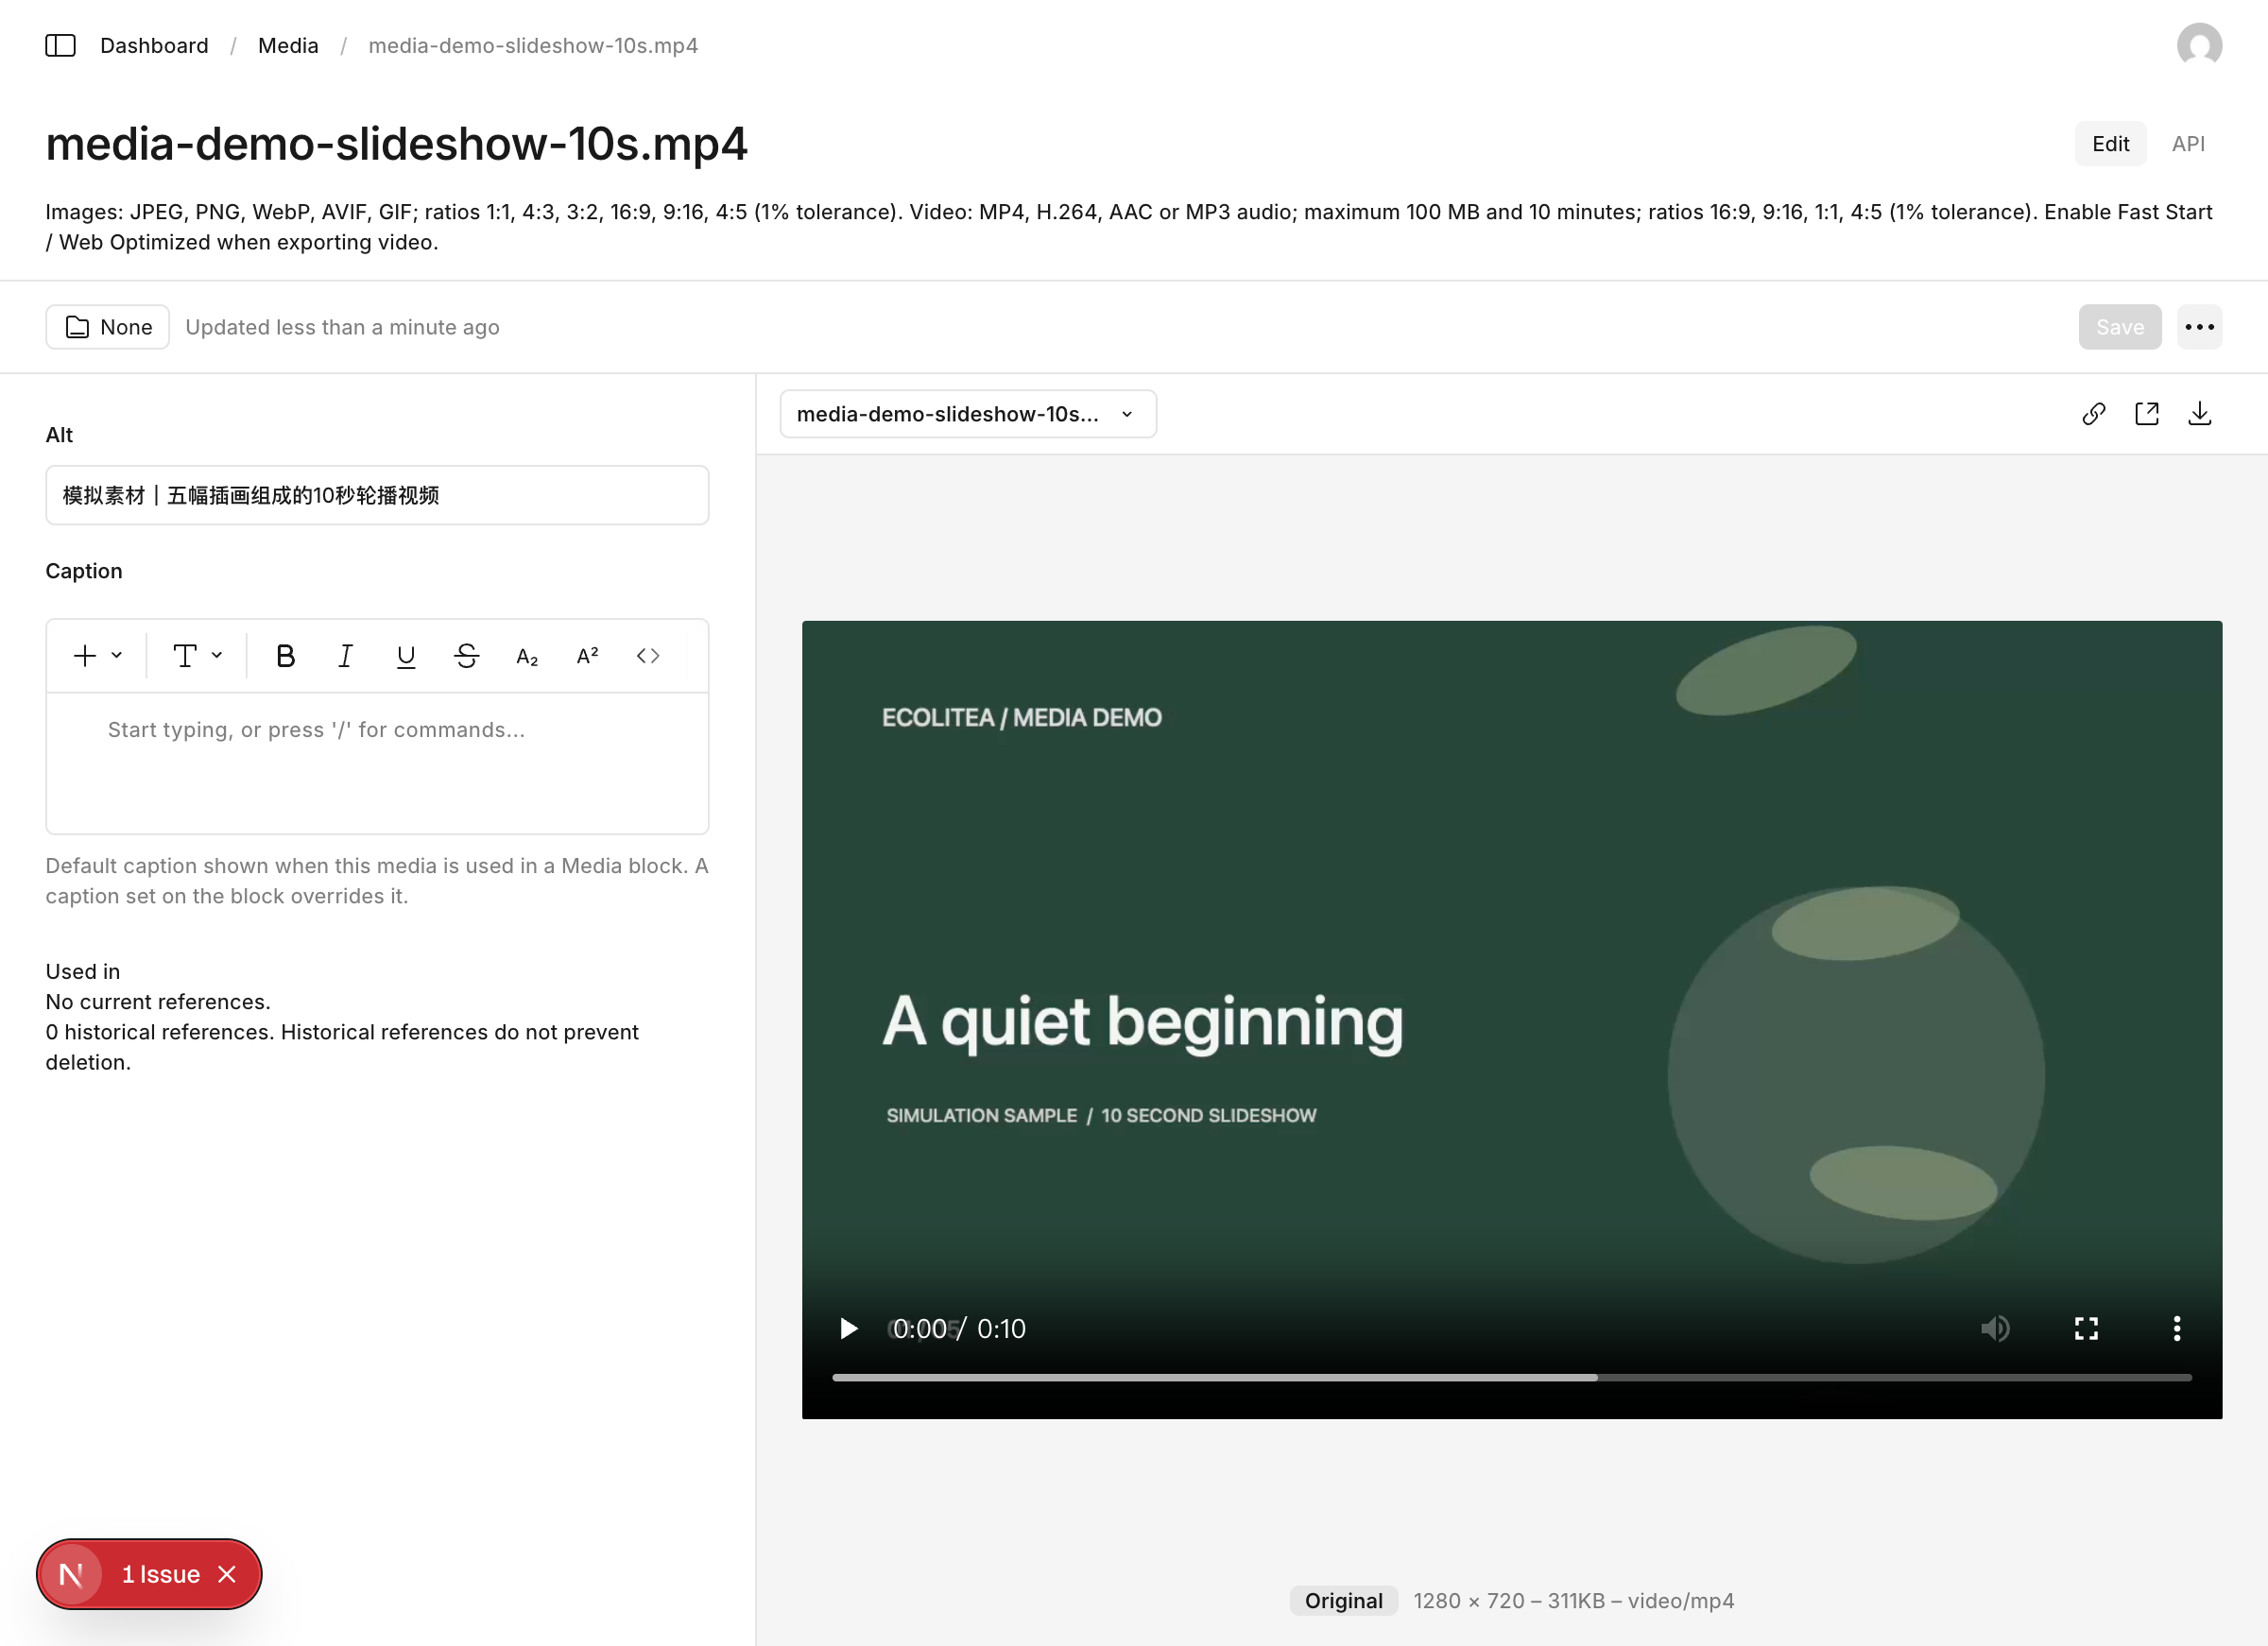 Dashboard / Media / media-demo-slideshow-10s.mp4
media-demo-slideshow-10s.mp4
Edit
API
Images: JPEG, PNG, WebP, AVIF, GIF; ratios 1:1, 4:3, 3:2, 16:9, 9:16, 4:5 (1% tolerance). Video: MP4, H.264, AAC or MP3 audio; maximum 100 MB and 10 minutes; ratios 16:9, 9:16, 1:1, 4:5 (1% tolerance). Enable Fast Start
/ Web Optimized when exporting video.
None
Updated less than a minute ago
Save
Alt
模拟素材｜五幅插画组成的10秒轮播视频
Caption
Start typing, or press '/' for commands...
Default caption shown when this media is used in a Media block. A
caption set on the block overrides it.
Used in
No current references.
0 historical references. Historical references do not prevent
deletion.
1 Issue
media-demo-slideshow-10s...
ECOLITEA / MEDIA DEMO
A quiet beginning
SIMULATION SAMPLE / 10 SECOND SLIDESHOW
0:00 / 0:10
Original
1280 × 720 – 311KB – video/mp4